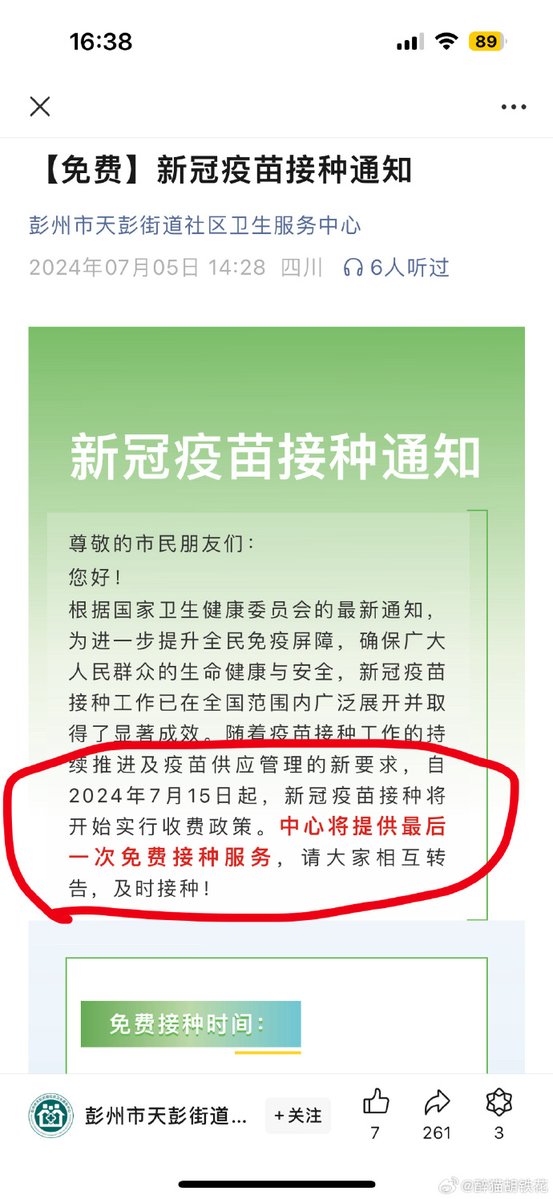 16:38
89
【免费】新冠疫苗接种通知
彭州市天彭街道社区卫生服务中心
2024年07月05日 14:28 四川 6人听过
新冠疫苗接种通知
尊敬的市民朋友们：
您好！
根据国家卫生健康委员会的最新通知，
为进一步提升全民免疫屏障，确保广大
人民群众的生命健康与安全，新冠疫苗
接种工作已在全国范围内广泛展开并取
得了显著成效。随着疫苗接种工作的持
续推进及疫苗供应管理的新要求，自
2024年7月15日起，新冠疫苗接种将
开始实行收费政策。中心将提供最后
一次免费接种服务，请大家相互转
告，及时接种！
免费接种时间：
彭州市天彭街道...
+关注
7
261
3
@醉猫胡铁花